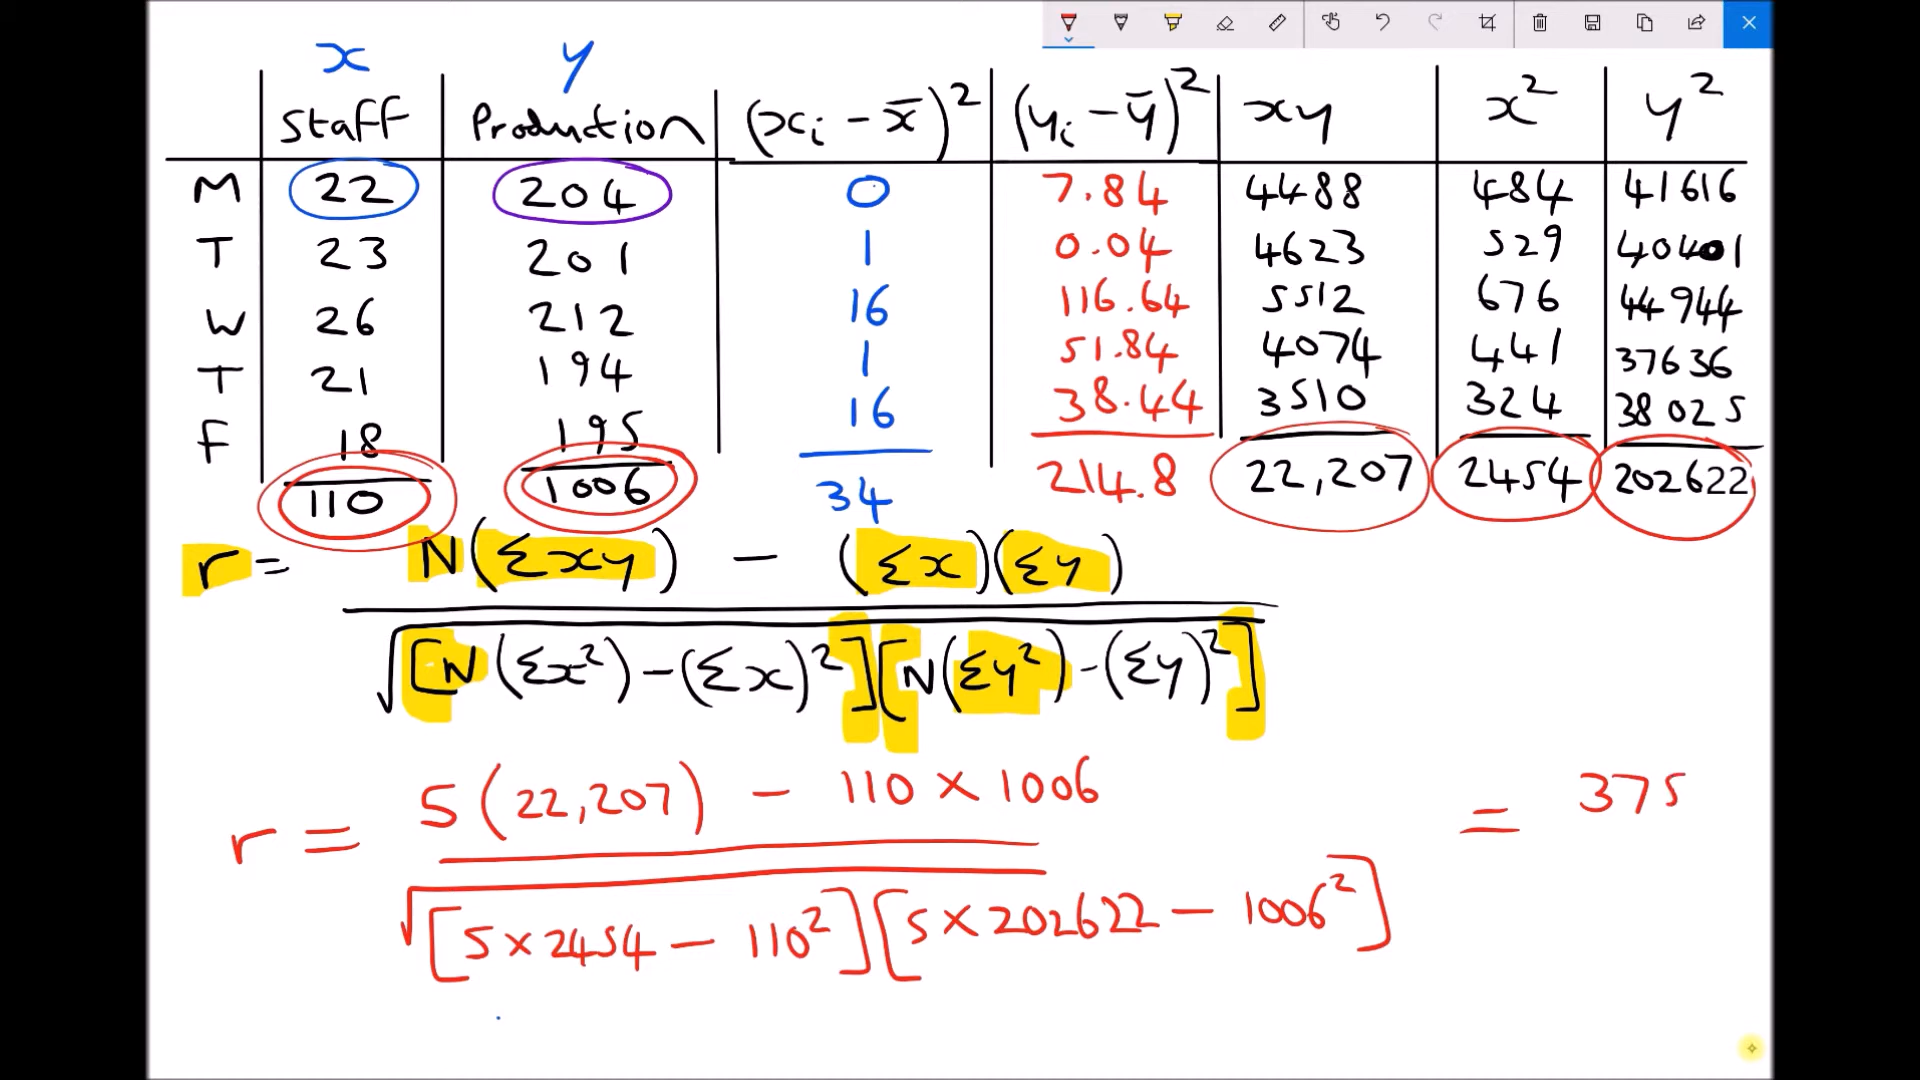 x y
Staff Production (xᵢ - x̄)² (yᵢ - ȳ)² xy x² y²
M 22 204 0 7.84 4488 484 41616
T 23 201 1 0.04 4623 529 40401
W 26 212 16 116.64 5512 676 44944
T 21 194 1 51.84 4074 441 37636
F 18 195 16 38.44 3510 324 38025
110 1006 34 214.8 22,207 2454 202622
r = N(Σxy) - (Σx)(Σy)
√[N(Σx²)-(Σx)²][N(Σy²)-(Σy)²]
r = 5(22,207) - 110 × 1006 = 375
√[5×2454 - 110²][5×202622 - 1006²]